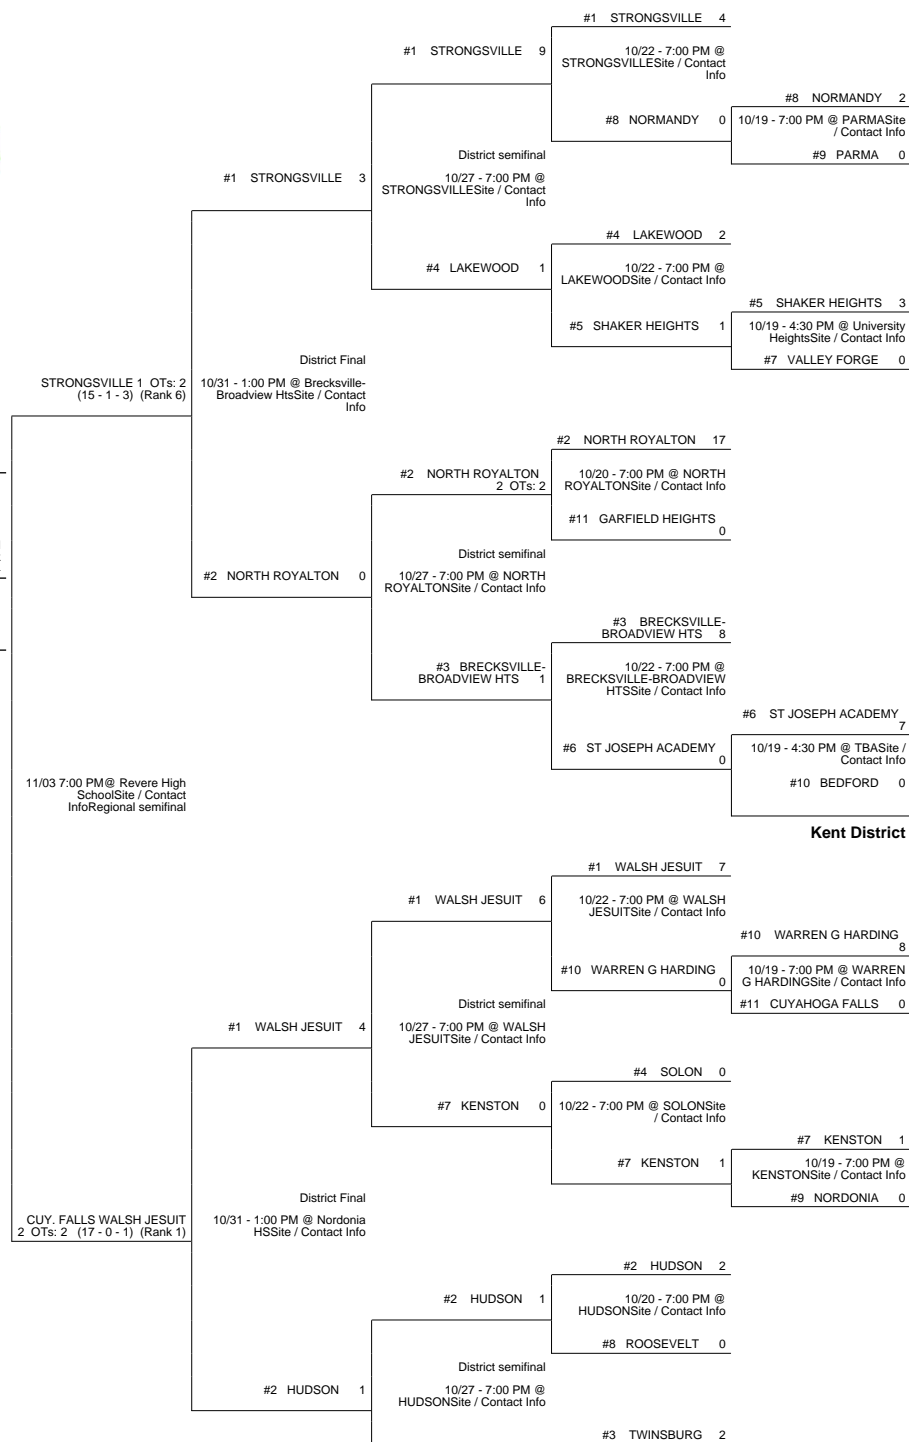 #1 STRONGSVILLE 4
#1 STRONGSVILLE 9
10/22 - 7:00 PM @
STRONGSVILLESite / Contact
Info
#8 NORMANDY 2
#8 NORMANDY 0
10/19 - 7:00 PM @ PARMASite
/ Contact Info
#9 PARMA 0
District semifinal
#1 STRONGSVILLE 3
10/27 - 7:00 PM @
STRONGSVILLESite / Contact
Info
#4 LAKEWOOD 2
#4 LAKEWOOD 1
10/22 - 7:00 PM @
LAKEWOODSite / Contact Info
#5 SHAKER HEIGHTS 3
#5 SHAKER HEIGHTS 1
10/19 - 4:30 PM @ University
HeightsSite / Contact Info
#7 VALLEY FORGE 0
District Final
STRONGSVILLE 1 OTs: 2
(15 - 1 - 3) (Rank 6)
10/31 - 1:00 PM @ Brecksville-
Broadview HtsSite / Contact
Info
#2 NORTH ROYALTON 17
#2 NORTH ROYALTON
2 OTs: 2
10/20 - 7:00 PM @ NORTH
ROYALTONSite / Contact Info
#11 GARFIELD HEIGHTS
0
District semifinal
#2 NORTH ROYALTON 0
10/27 - 7:00 PM @ NORTH
ROYALTONSite / Contact Info
#3 BRECKSVILLE-
BROADVIEW HTS 8
#3 BRECKSVILLE-
BROADVIEW HTS 1
10/22 - 7:00 PM @
BRECKSVILLE-BROADVIEW
HTSSite / Contact Info
#6 ST JOSEPH ACADEMY
7
#6 ST JOSEPH ACADEMY
0
10/19 - 4:30 PM @ TBASite /
Contact Info
#10 BEDFORD 0
11/03 7:00 PM@ Revere High
SchoolSite / Contact
InfoRegional semifinal
Kent District
#1 WALSH JESUIT 7
#1 WALSH JESUIT 6
10/22 - 7:00 PM @ WALSH
JESUITSite / Contact Info
#10 WARREN G HARDING
8
#10 WARREN G HARDING
0
10/19 - 7:00 PM @ WARREN
G HARDINGSite / Contact Info
#11 CUYAHOGA FALLS 0
District semifinal
#1 WALSH JESUIT 4
10/27 - 7:00 PM @ WALSH
JESUITSite / Contact Info
#4 SOLON 0
#7 KENSTON 0
10/22 - 7:00 PM @ SOLONSite
/ Contact Info
#7 KENSTON 1
#7 KENSTON 1
10/19 - 7:00 PM @
KENSTONSite / Contact Info
#9 NORDONIA 0
District Final
CUY. FALLS WALSH JESUIT
2 OTs: 2 (17 - 0 - 1) (Rank 1)
10/31 - 1:00 PM @ Nordonia
HSSite / Contact Info
#2 HUDSON 2
#2 HUDSON 1
10/20 - 7:00 PM @
HUDSONSite / Contact Info
#8 ROOSEVELT 0
District semifinal
#2 HUDSON 1
10/27 - 7:00 PM @
HUDSONSite / Contact Info
#3 TWINSBURG 2